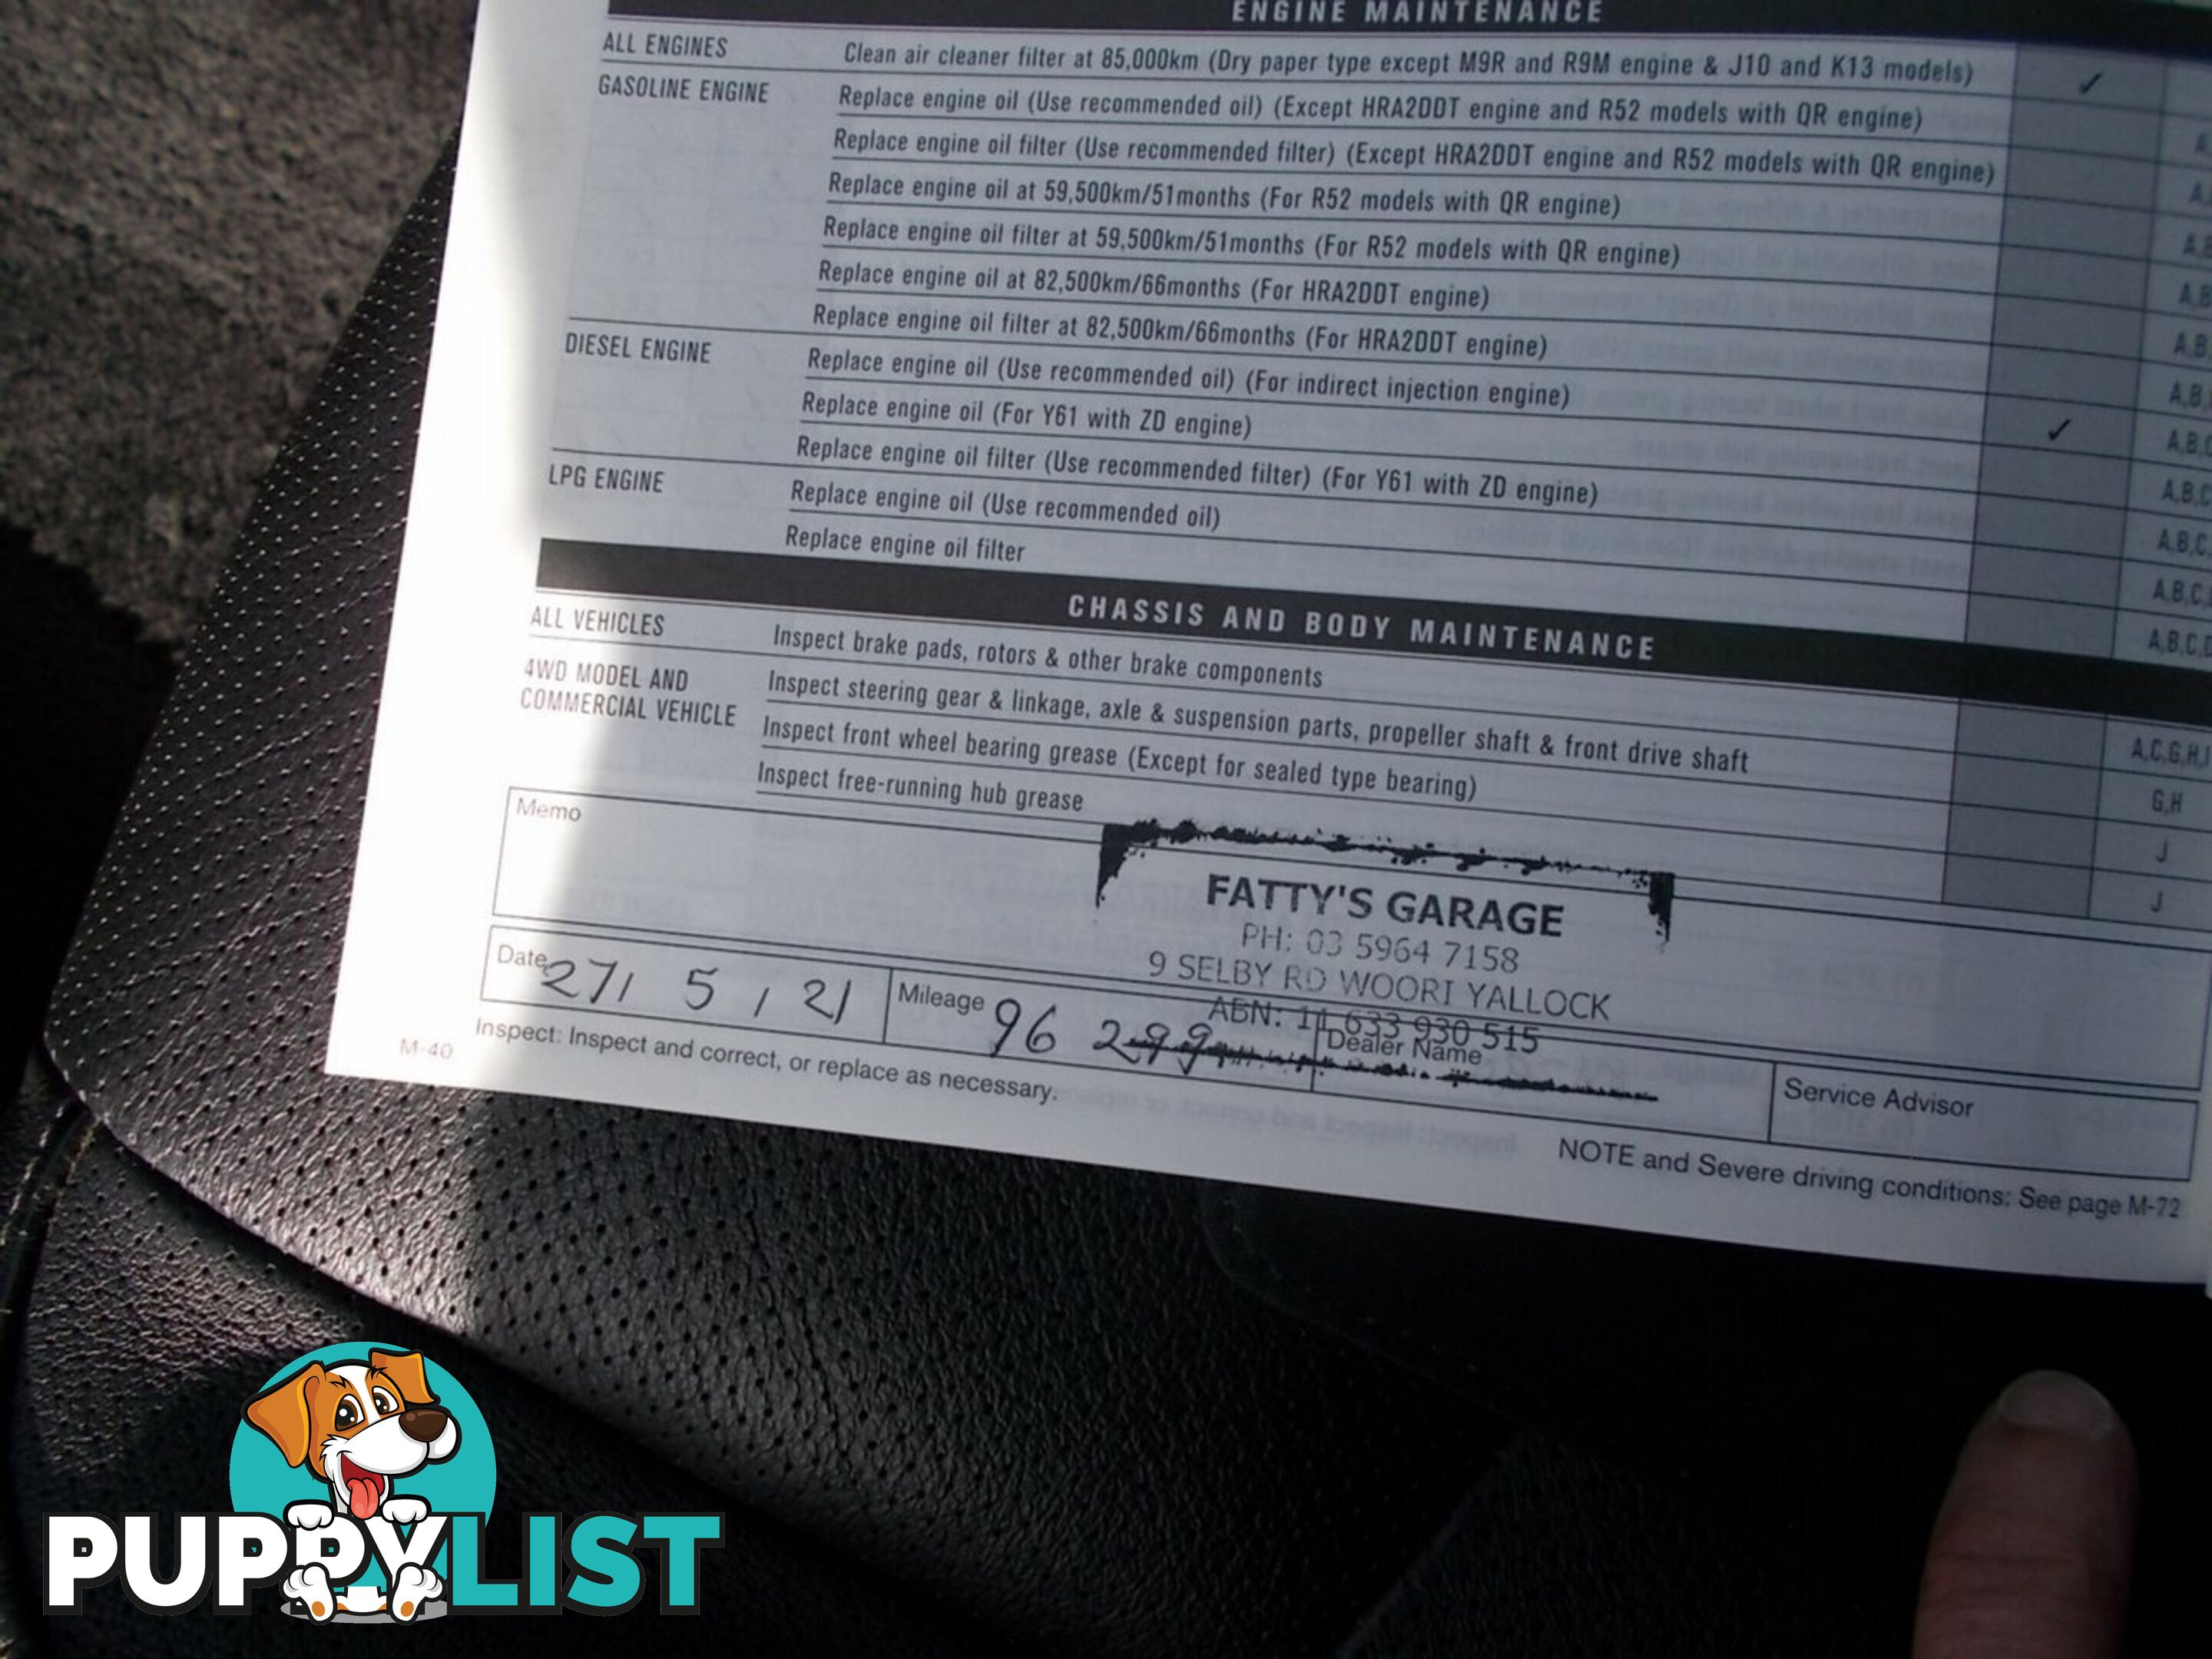 ENGINE MAINTENANCE
ALL ENGINES Clean air cleaner filter at 85,000km (Dry paper type except M9R and R9M engine & J10 and K13 models) ✓
GASOLINE ENGINE Replace engine oil (Use recommended oil) (Except HRA2DDT engine and R52 models with QR engine)
Replace engine oil filter (Use recommended filter) (Except HRA2DDT engine and R52 models with QR engine)
Replace engine oil at 59,500km/51months (For R52 models with QR engine)
Replace engine oil filter at 59,500km/51months (For R52 models with QR engine)
Replace engine oil at 82,500km/66months (For HRA2DDT engine)
Replace engine oil filter at 82,500km/66months (For HRA2DDT engine)
DIESEL ENGINE Replace engine oil (Use recommended oil) (For indirect injection engine) ✓
Replace engine oil (For Y61 with ZD engine)
Replace engine oil filter (Use recommended filter) (For Y61 with ZD engine)
LPG ENGINE Replace engine oil (Use recommended oil)
Replace engine oil filter
CHASSIS AND BODY MAINTENANCE
ALL VEHICLES Inspect brake pads, rotors & other brake components A,C,G,H,I
4WD MODEL AND COMMERCIAL VEHICLE Inspect steering gear & linkage, axle & suspension parts, propeller shaft & front drive shaft G,H
Inspect front wheel bearing grease (Except for sealed type bearing) J
Inspect free-running hub grease J
Memo
FATTY'S GARAGE
PH: 03 5964 7158
9 SELBY RD WOORI YALLOCK
ABN: 11 633 930 515
Date 27/ 5 / 21 Mileage 96 299 Dealer Name Service Advisor
M-40 Inspect: Inspect and correct, or replace as necessary.
NOTE and Severe driving conditions: See page M-72
PUPPYLIST